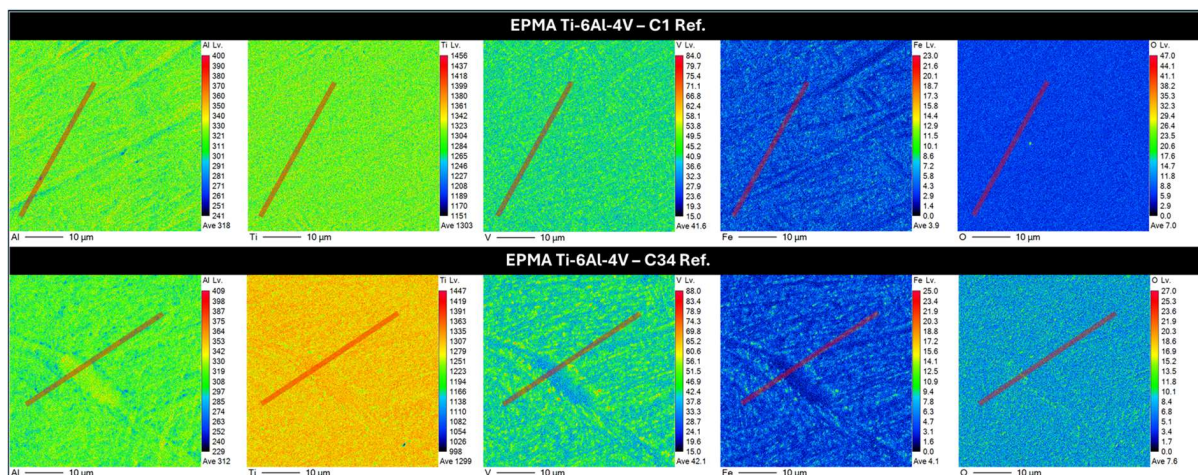 EPMA Ti-6Al-4V – C1 Ref.
Al Lv. Ti Lv. V Lv. Fe Lv. O Lv.
400 1456 84.0 23.0 47.0
390 1437 79.7 21.6 44.1
380 1418 75.4 20.1 41.1
370 1399 71.1 18.7 38.2
360 1380 66.8 17.3 35.3
350 1361 62.4 15.8 32.3
340 1342 58.1 14.4 29.4
330 1323 53.8 12.9 26.4
320 1304 49.5 11.5 23.5
311 1284 45.2 10.1 20.6
301 1265 40.9 8.6 17.6
291 1246 36.6 7.2 14.7
281 1227 32.3 5.8 11.8
271 1208 27.9 4.3 8.8
261 1189 23.6 2.9 5.9
251 1170 19.3 1.4 2.9
241 1151 15.0 0.0 0.0
Ave 318 Ave 1303 Ave 41.6 Ave 3.9 Ave 7.0
Al 10 µm Ti 10 µm V 10 µm Fe 10 µm O 10 µm
EPMA Ti-6Al-4V – C34 Ref.
Al Lv. Ti Lv. V Lv. Fe Lv. O Lv.
409 1447 88.0 25.0 27.0
398 1419 83.4 23.4 25.3
387 1391 78.9 21.9 23.6
375 1363 74.3 20.3 21.9
364 1335 69.7 18.8 20.3
353 1307 65.2 17.2 18.6
342 1279 60.6 15.6 16.9
330 1251 56.1 14.1 15.2
319 1223 51.5 12.5 13.5
308 1194 46.9 10.9 11.8
297 1166 42.4 9.4 10.1
285 1138 37.8 7.8 8.4
274 1110 33.3 6.3 6.8
263 1082 28.7 4.7 5.1
252 1054 24.1 3.1 3.4
240 1026 19.6 1.6 1.7
229 998 15.0 0.0 0.0
Ave 312 Ave 1299 Ave 42.1 Ave 4.1 Ave 7.6
Al 10 µm Ti 10 µm V 10 µm Fe 10 µm O 10 µm